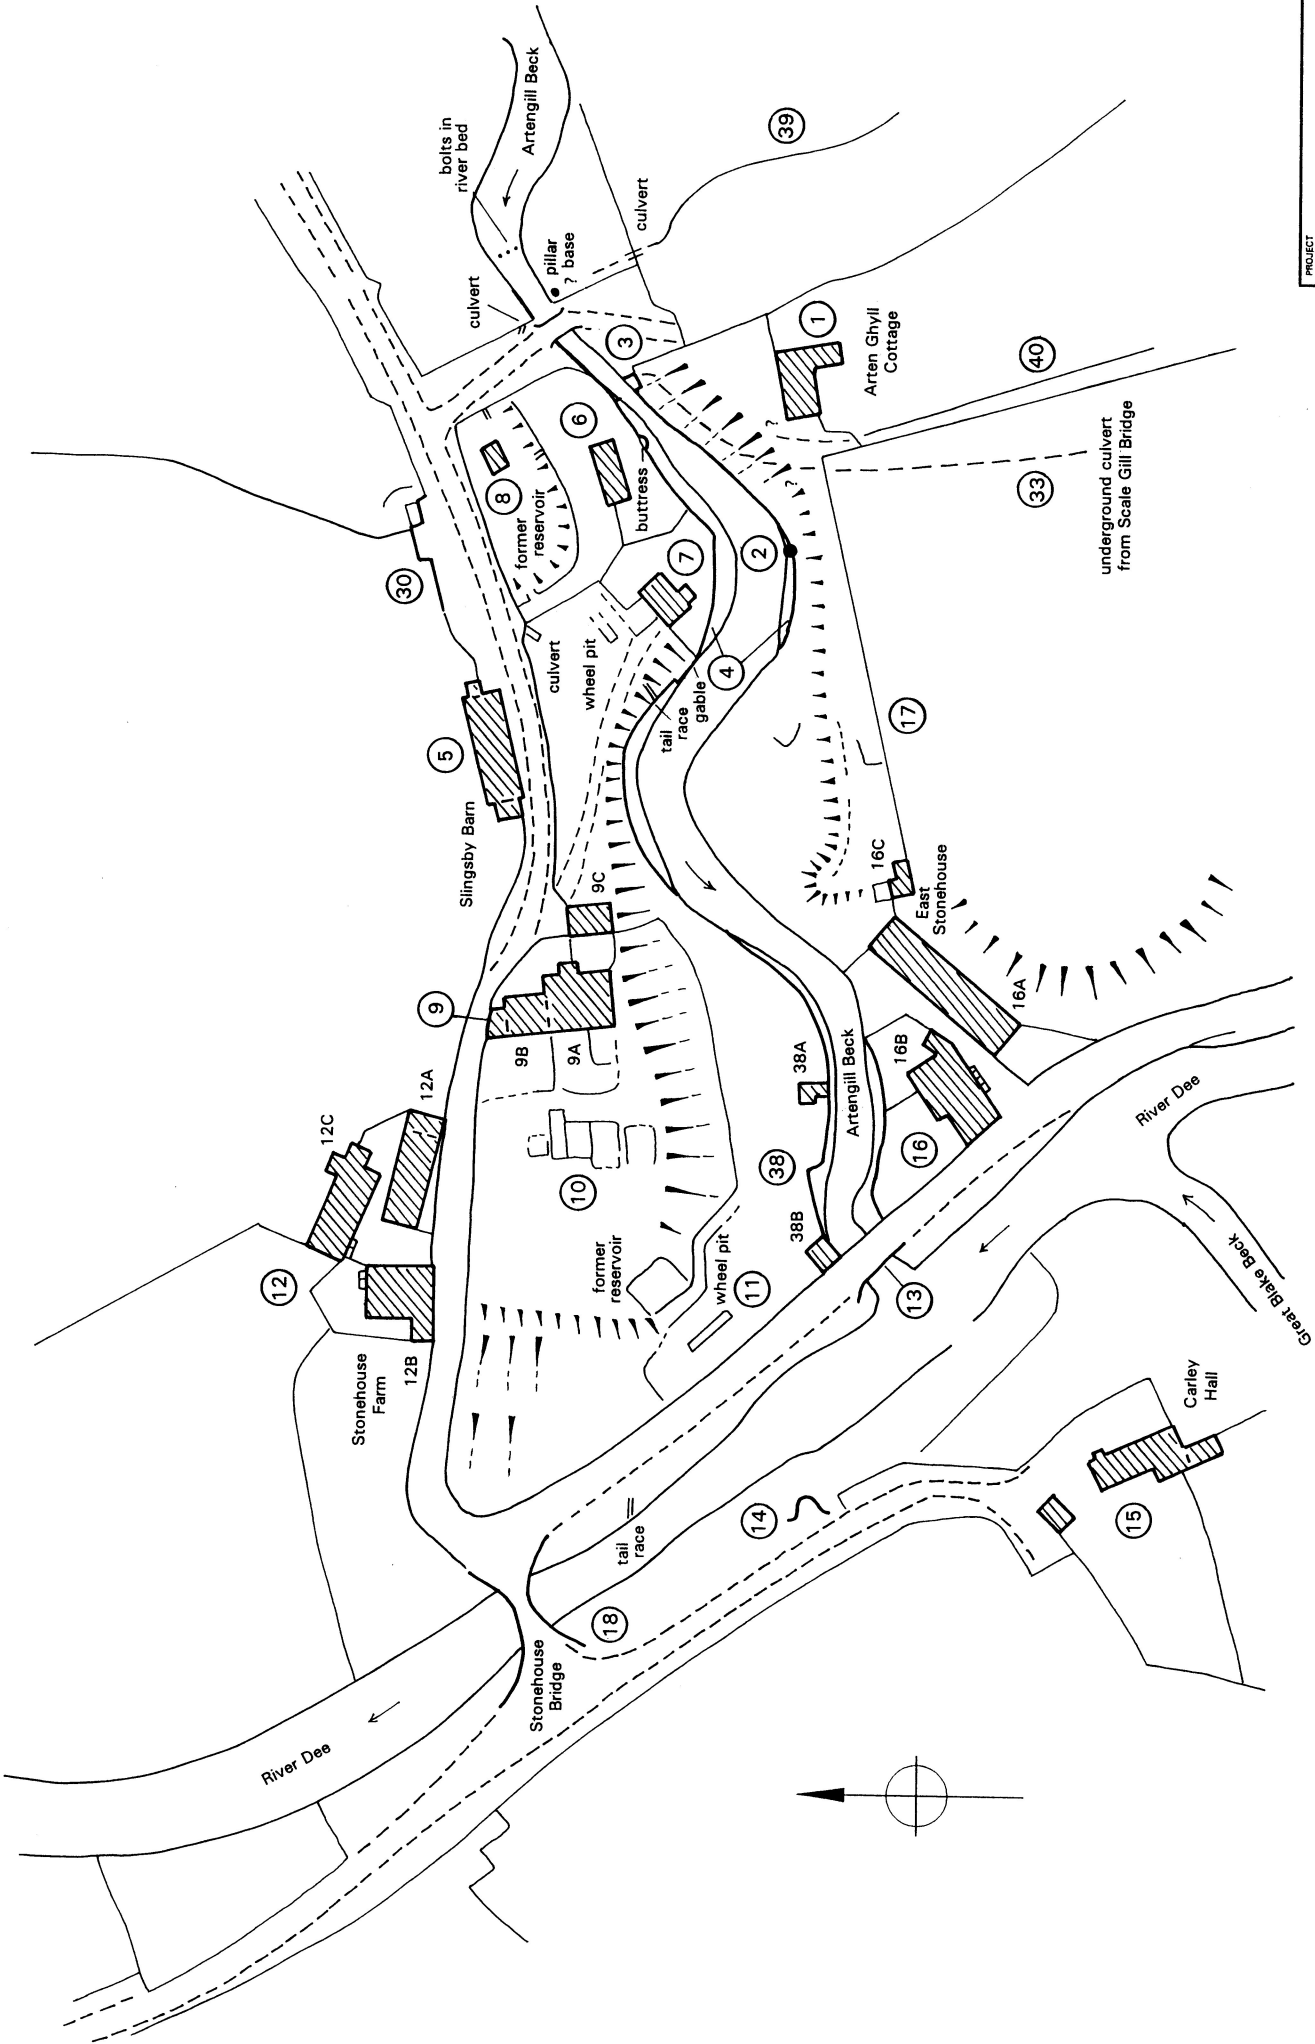 Artengill Beck
bolts in
river bed
39
culvert
pillar
? base
culvert
3
1
Arten Ghyll
Cottage
40
33
underground culvert
from Scale Gill Bridge
?
?
6
8
former
reservoir
buttress
2
7
30
culvert
wheel pit
4
gable
tail
race
17
5
Slingsby Barn
9C
16C
East
Stonehouse
16A
9
9B
9A
38A
Artengill Beck
16B
16
12A
12C
12
12B
Stonehouse
Farm
10
38
38B
former
reservoir
wheel pit
11
13
River Dee
Great Blake Beck
Carley
Hall
15
14
tail
race
18
Stonehouse
Bridge
River Dee
PROJECT